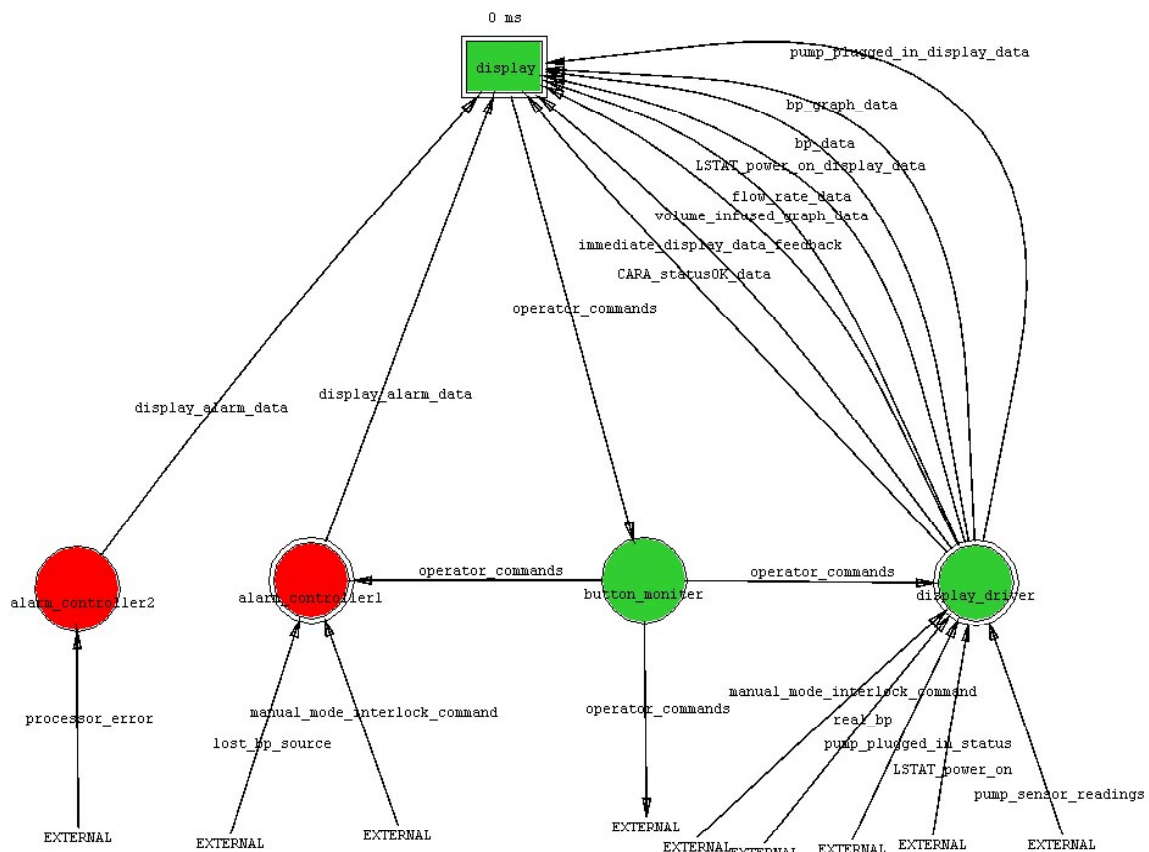 0 ms
display
pump_plugged_in_display_data
bp_graph_data
bp_data
LSTAT_power_on_display_data
flow_rate_data
volume_infused_graph_data
immediate_display_data_feedback
CARA_statusOK_data
operator_commands
display_alarm_data
display_alarm_data
operator_commands
operator_commands
alarm_controller2
alarm_controller1
button_moniter
display_driver
manual_mode_interlock_command
processor_error
manual_mode_interlock_command
operator_commands
real_bp
lost_bp_source
pump_plugged_in_status
LSTAT_power_on
pump_sensor_readings
EXTERNAL
EXTERNAL
EXTERNAL
EXTERNAL
EXTERNAL
EXTERNAL
EXTERNAL
EXTERNAL
EXTERNAL